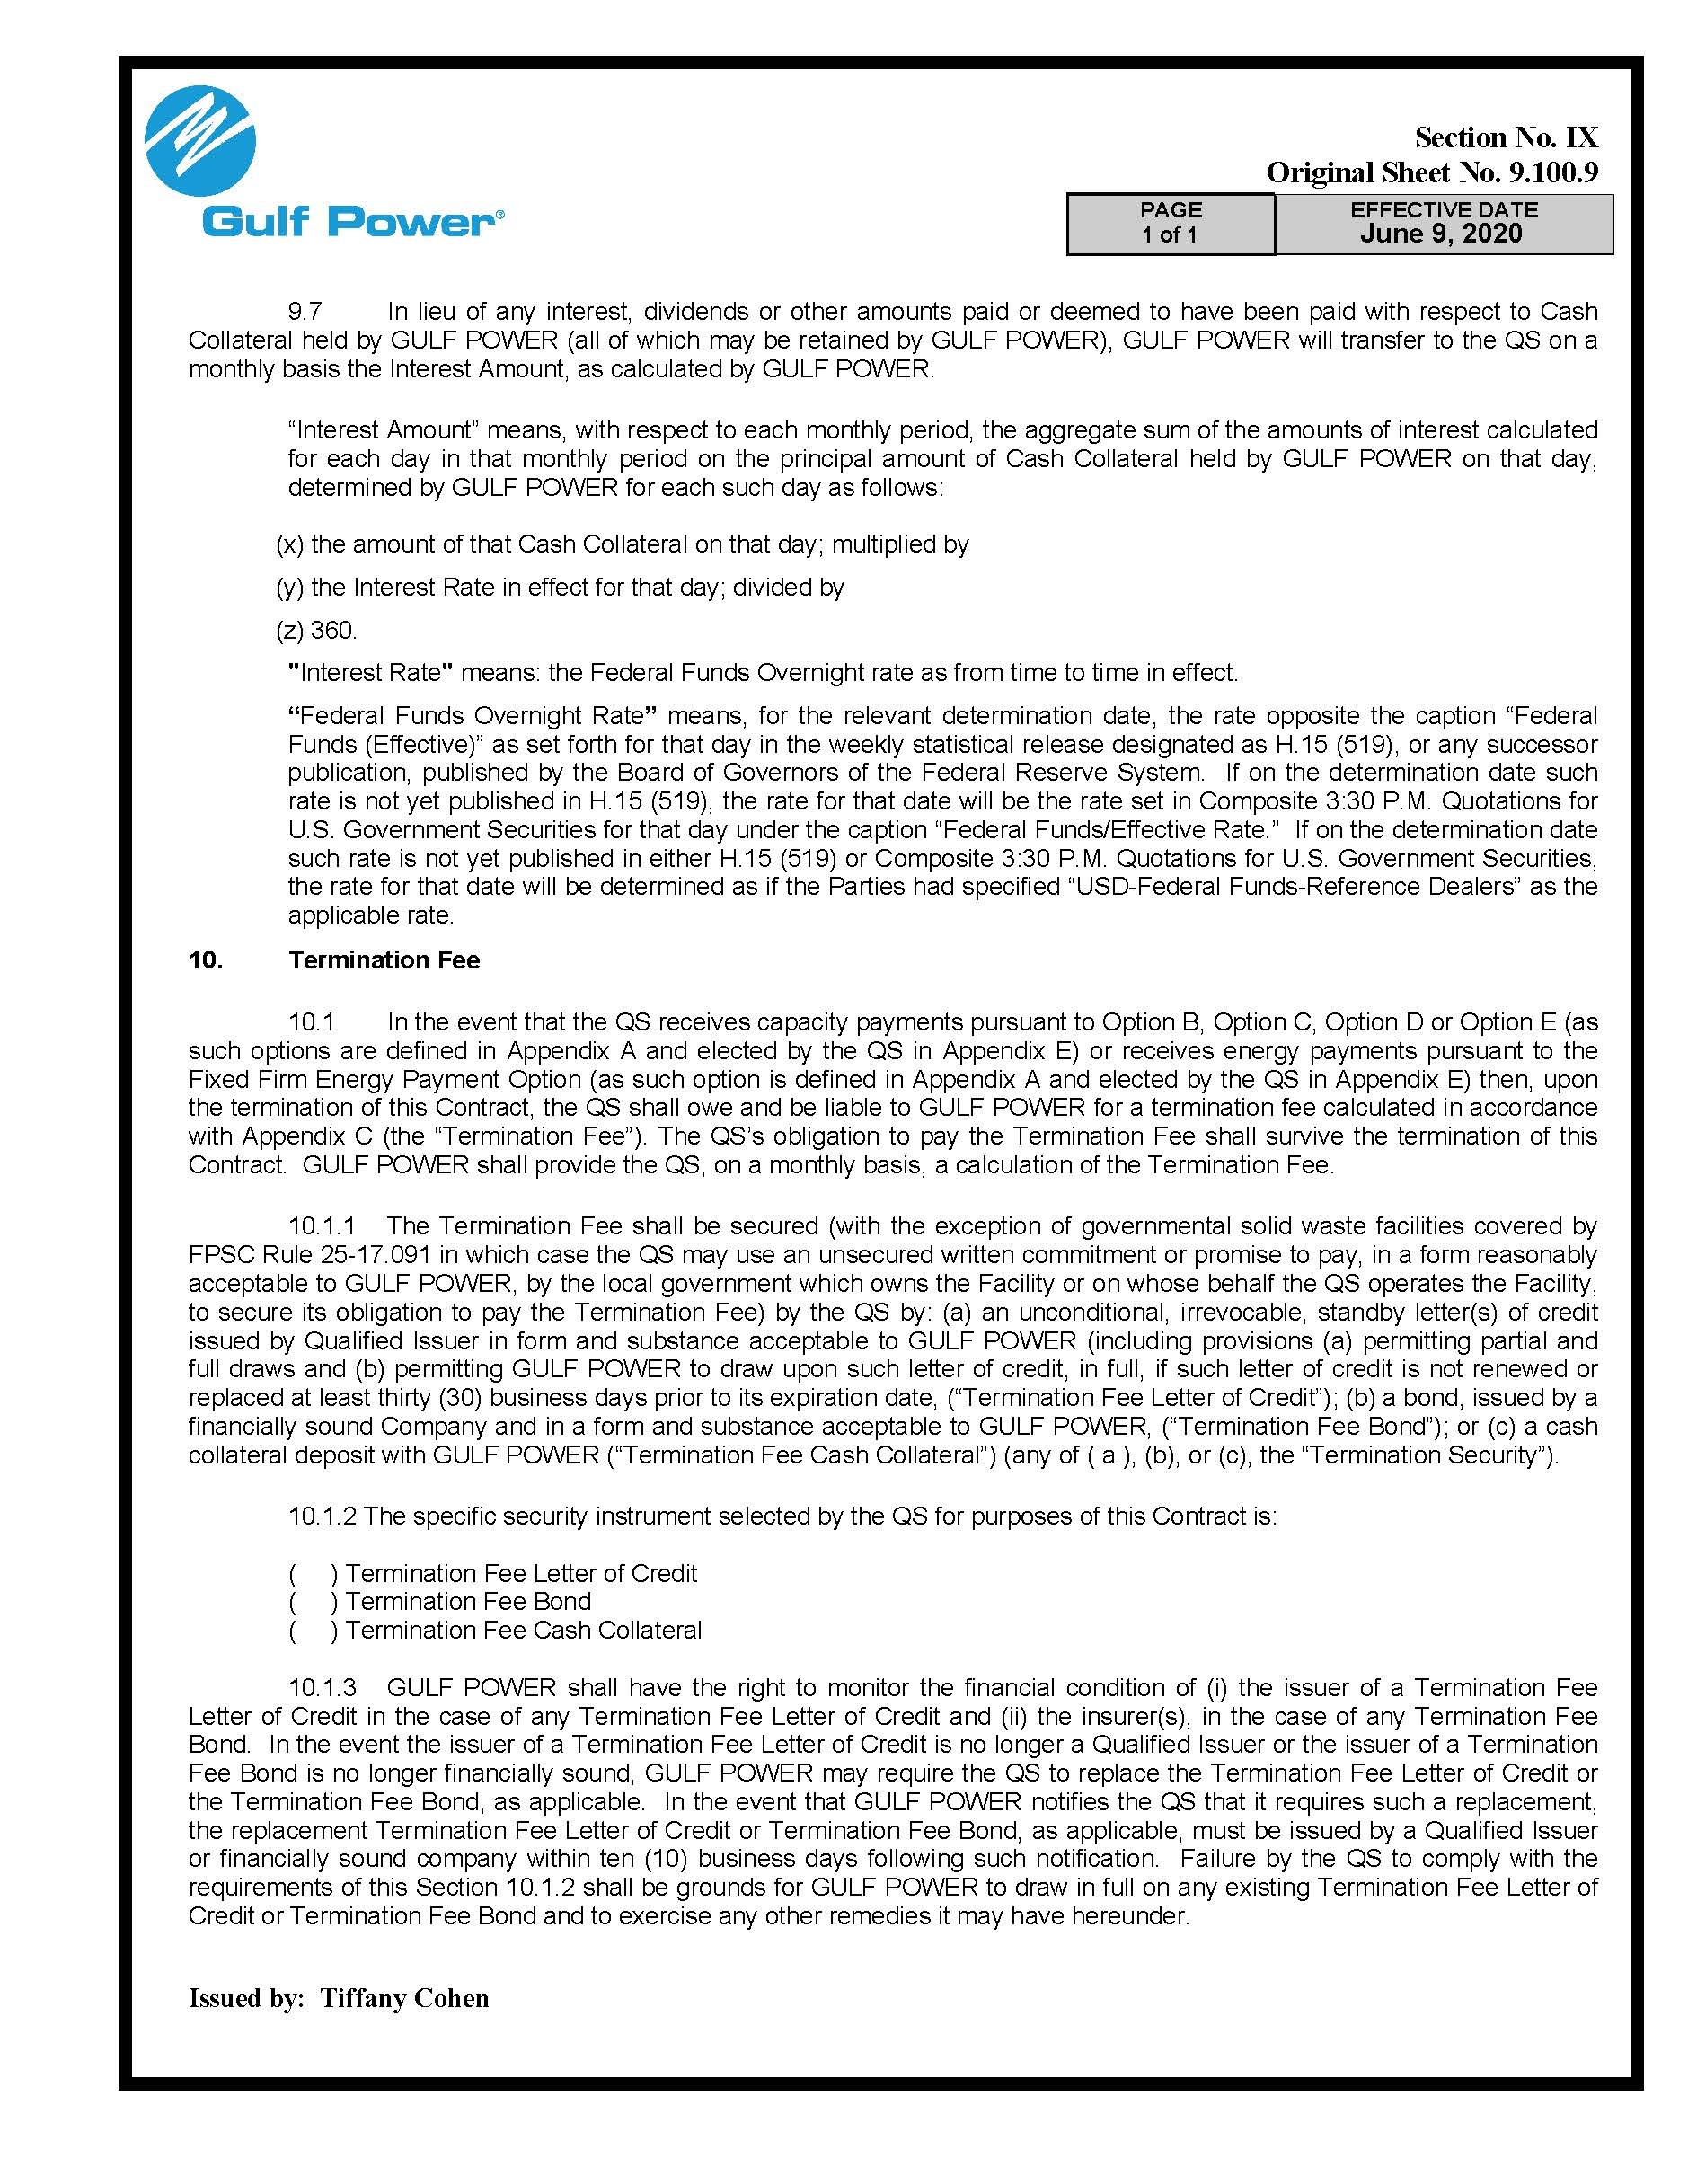 Gulf Power®
Section No. IX
Original Sheet No. 9.100.9
PAGE
1 of 1
EFFECTIVE DATE
June 9, 2020
9.7 In lieu of any interest, dividends or other amounts paid or deemed to have been paid with respect to Cash
Collateral held by GULF POWER (all of which may be retained by GULF POWER), GULF POWER will transfer to the QS on a
monthly basis the Interest Amount, as calculated by GULF POWER.
“Interest Amount” means, with respect to each monthly period, the aggregate sum of the amounts of interest calculated
for each day in that monthly period on the principal amount of Cash Collateral held by GULF POWER on that day,
determined by GULF POWER for each such day as follows:
(x) the amount of that Cash Collateral on that day; multiplied by
(y) the Interest Rate in effect for that day; divided by
(z) 360.
"Interest Rate" means: the Federal Funds Overnight rate as from time to time in effect.
“Federal Funds Overnight Rate” means, for the relevant determination date, the rate opposite the caption “Federal
Funds (Effective)” as set forth for that day in the weekly statistical release designated as H.15 (519), or any successor
publication, published by the Board of Governors of the Federal Reserve System. If on the determination date such
rate is not yet published in H.15 (519), the rate for that date will be the rate set in Composite 3:30 P.M. Quotations for
U.S. Government Securities for that day under the caption “Federal Funds/Effective Rate.” If on the determination date
such rate is not yet published in either H.15 (519) or Composite 3:30 P.M. Quotations for U.S. Government Securities,
the rate for that date will be determined as if the Parties had specified “USD-Federal Funds-Reference Dealers” as the
applicable rate.
10. Termination Fee
10.1 In the event that the QS receives capacity payments pursuant to Option B, Option C, Option D or Option E (as
such options are defined in Appendix A and elected by the QS in Appendix E) or receives energy payments pursuant to the
Fixed Firm Energy Payment Option (as such option is defined in Appendix A and elected by the QS in Appendix E) then, upon
the termination of this Contract, the QS shall owe and be liable to GULF POWER for a termination fee calculated in accordance
with Appendix C (the “Termination Fee”). The QS’s obligation to pay the Termination Fee shall survive the termination of this
Contract. GULF POWER shall provide the QS, on a monthly basis, a calculation of the Termination Fee.
10.1.1 The Termination Fee shall be secured (with the exception of governmental solid waste facilities covered by
FPSC Rule 25-17.091 in which case the QS may use an unsecured written commitment or promise to pay, in a form reasonably
acceptable to GULF POWER, by the local government which owns the Facility or on whose behalf the QS operates the Facility,
to secure its obligation to pay the Termination Fee) by the QS by: (a) an unconditional, irrevocable, standby letter(s) of credit
issued by Qualified Issuer in form and substance acceptable to GULF POWER (including provisions (a) permitting partial and
full draws and (b) permitting GULF POWER to draw upon such letter of credit, in full, if such letter of credit is not renewed or
replaced at least thirty (30) business days prior to its expiration date, (“Termination Fee Letter of Credit”); (b) a bond, issued by a
financially sound Company and in a form and substance acceptable to GULF POWER, (“Termination Fee Bond”); or (c) a cash
collateral deposit with GULF POWER (“Termination Fee Cash Collateral”) (any of ( a ), (b), or (c), the “Termination Security”).
10.1.2 The specific security instrument selected by the QS for purposes of this Contract is:
( ) Termination Fee Letter of Credit
( ) Termination Fee Bond
( ) Termination Fee Cash Collateral
10.1.3 GULF POWER shall have the right to monitor the financial condition of (i) the issuer of a Termination Fee
Letter of Credit in the case of any Termination Fee Letter of Credit and (ii) the insurer(s), in the case of any Termination Fee
Bond. In the event the issuer of a Termination Fee Letter of Credit is no longer a Qualified Issuer or the issuer of a Termination
Fee Bond is no longer financially sound, GULF POWER may require the QS to replace the Termination Fee Letter of Credit or
the Termination Fee Bond, as applicable. In the event that GULF POWER notifies the QS that it requires such a replacement,
the replacement Termination Fee Letter of Credit or Termination Fee Bond, as applicable, must be issued by a Qualified Issuer
or financially sound company within ten (10) business days following such notification. Failure by the QS to comply with the
requirements of this Section 10.1.2 shall be grounds for GULF POWER to draw in full on any existing Termination Fee Letter of
Credit or Termination Fee Bond and to exercise any other remedies it may have hereunder.
Issued by: Tiffany Cohen